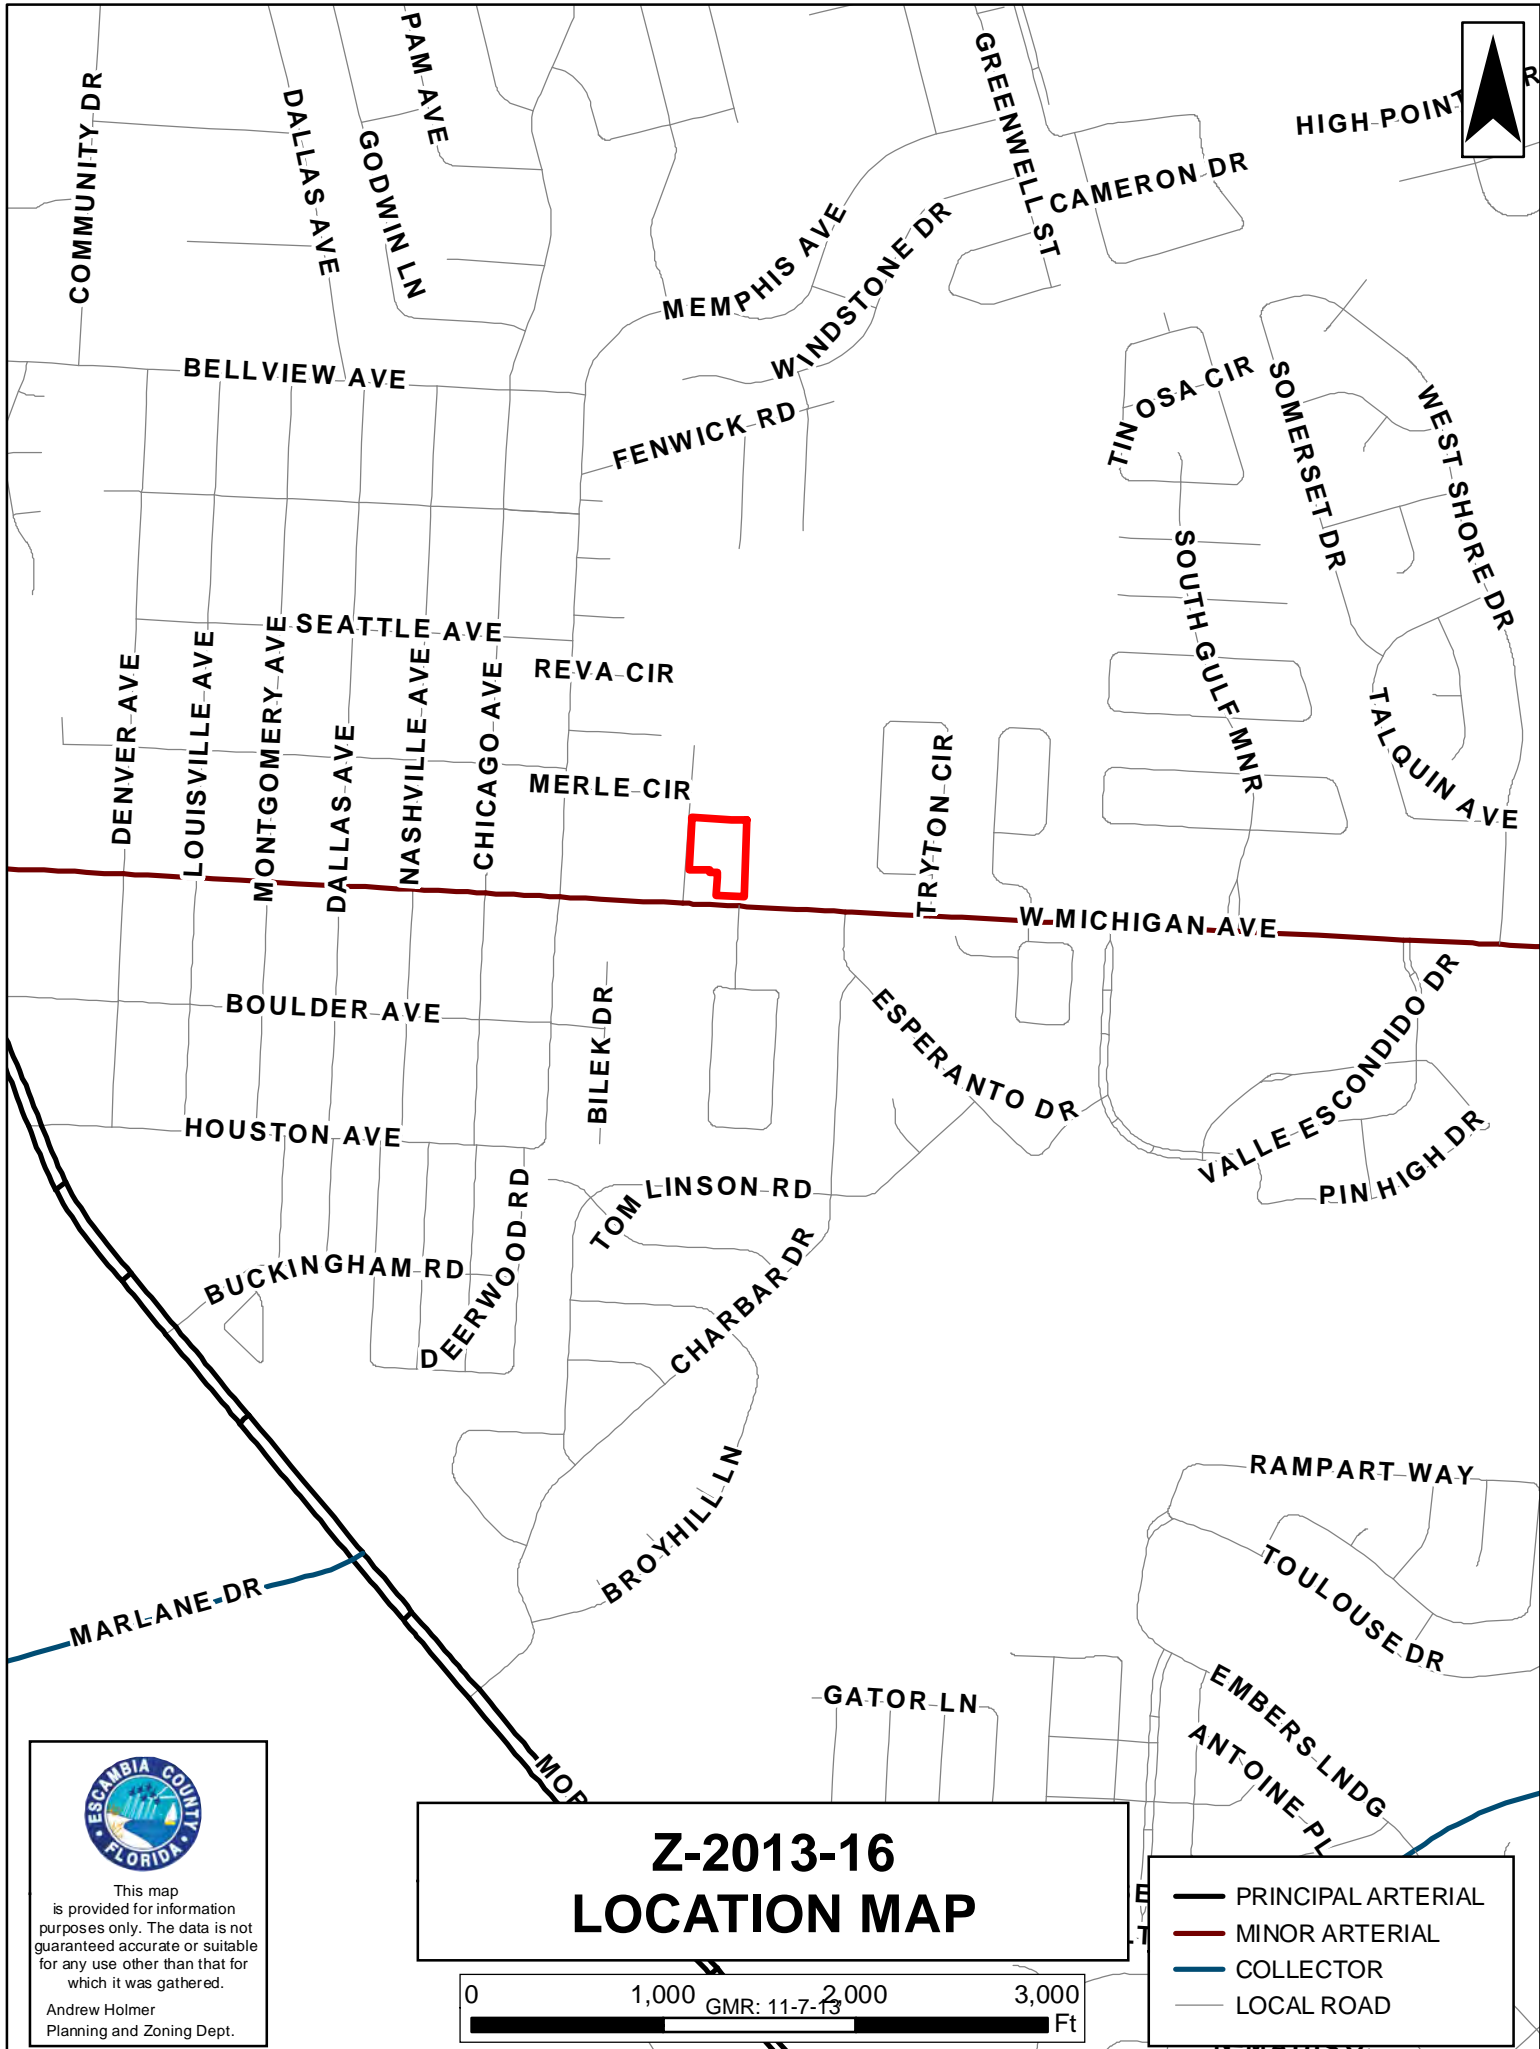 PAM AVE
GREENWELL ST
COMMUNITY DR
DALLAS AVE
GODWIN LN
HIGH POINT
CAMERON DR
MEMPHIS AVE
WINDSTONE DR
BELLVIEW AVE
FENWICK RD
TIN OSA CIR
SOMERSET DR
WEST SHORE DR
SOUTH GULF MNR
SEATTLE AVE
REVA CIR
DENVER AVE
LOUISVILLE AVE
MONTGOMERY AVE
DALLAS AVE
NASHVILLE AVE
CHICAGO AVE
MERLE CIR
TRYTON CIR
TALQUIN AVE
W MICHIGAN AVE
BOULDER AVE
BILEK DR
ESPERANTO DR
VALLE ESCONDIDO DR
HOUSTON AVE
PIN HIGH DR
TOM LINSON RD
DEERWOOD RD
BUCKINGHAM RD
CHARBAR DR
BROYHILL LN
RAMPART WAY
TOULOUSE DR
MARLANE DR
GATOR LN
EMBERS LNDG
ANTOINE PL
ESCAMBIA COUNTY
FLORIDA
This map
is provided for information
purposes only. The data is not
guaranteed accurate or suitable
for any use other than that for
which it was gathered.
Andrew Holmer
Planning and Zoning Dept.
Z-2013-16
LOCATION MAP
0 1,000 2,000 3,000
GMR: 11-7-13
Ft
PRINCIPAL ARTERIAL
MINOR ARTERIAL
COLLECTOR
LOCAL ROAD